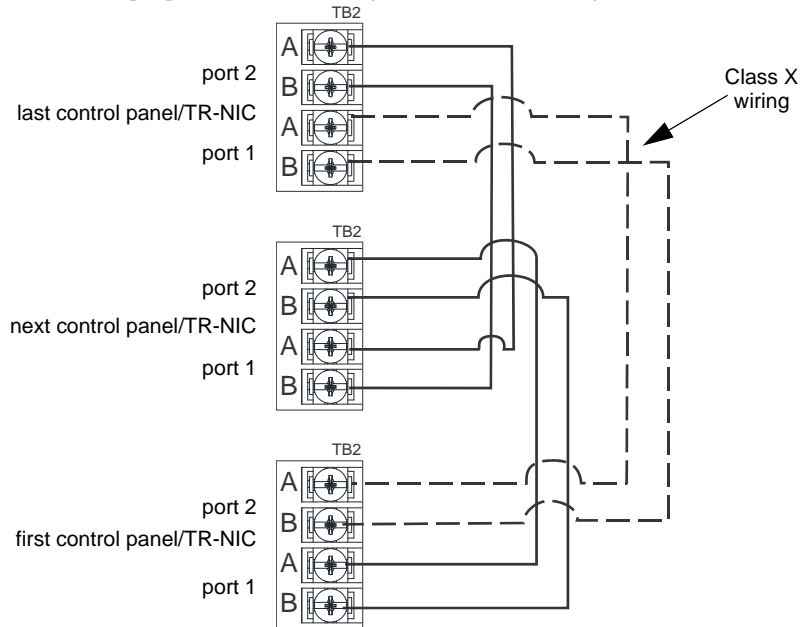 TB2
A
port 2
B
last control panel/TR-NIC
A
port 1
B
Class X
wiring
TB2
A
port 2
B
next control panel/TR-NIC
A
port 1
B
TB2
A
port 2
B
first control panel/TR-NIC
A
port 1
B